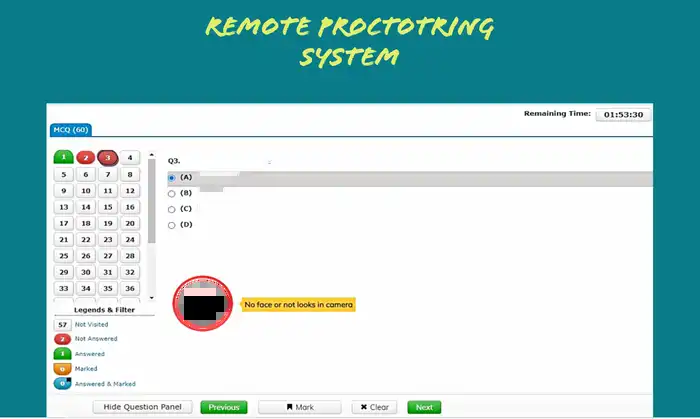 REMOTE PROCTOTRING
SYSTEM
Remaining Time: 01:53:30
MCQ (60)
1 2 3 4
5 6 7 8
9 10 11 12
13 14 15 16
17 18 19 20
21 22 23 24
25 26 27 28
29 30 31 32
33 34 35 36
Q3.
(A)
(B)
(C)
(D)
No face or not looks in camera
Legends & Filter
57 Not Visited
2 Not Answered
1 Answered
0 Marked
0 Answered & Marked
Hide Question Panel Previous Mark Clear Next